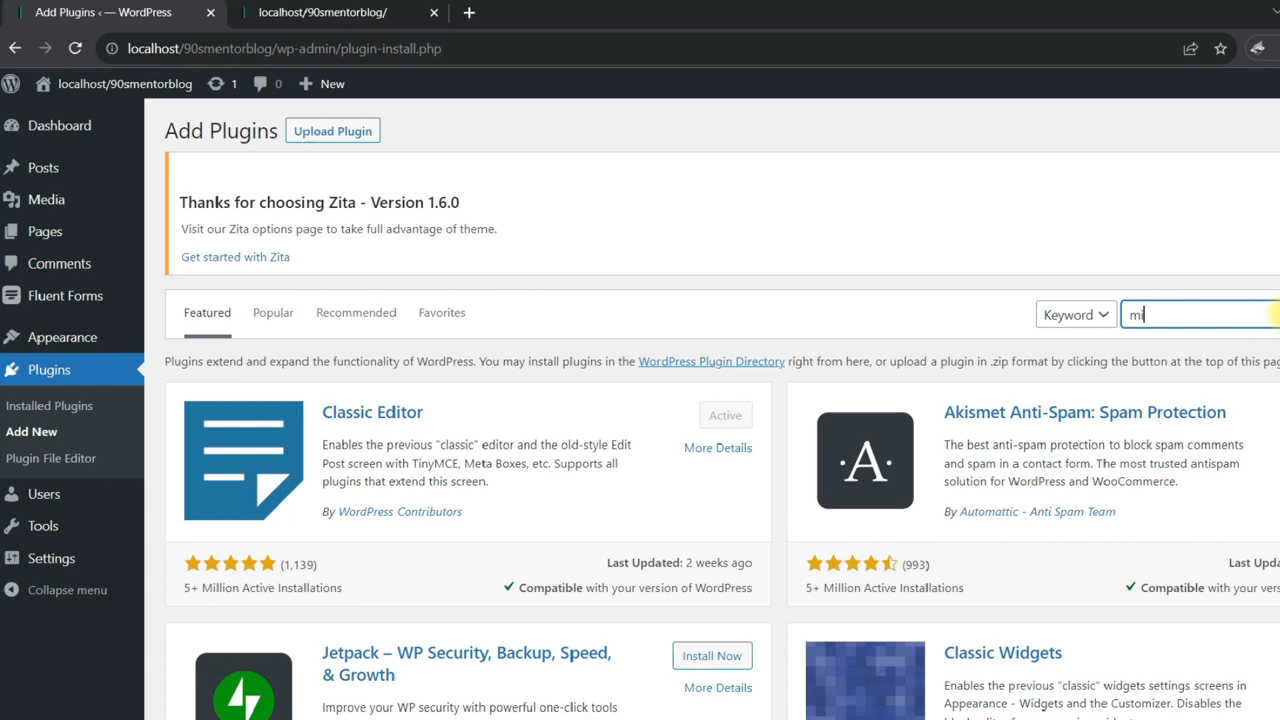 Add Plugins ‹ — WordPress
localhost/90smentorblog/
localhost/90smentorblog/wp-admin/plugin-install.php
localhost/90smentorblog
1
0
New
Dashboard
Posts
Media
Pages
Comments
Fluent Forms
Appearance
Plugins
Installed Plugins
Add New
Plugin File Editor
Users
Tools
Settings
Collapse menu
Add Plugins
Upload Plugin
Thanks for choosing Zita - Version 1.6.0
Visit our Zita options page to take full advantage of theme.
Get started with Zita
Featured
Popular
Recommended
Favorites
Keyword
mi
Plugins extend and expand the functionality of WordPress. You may install plugins in the WordPress Plugin Directory right from here, or upload a plugin in .zip format by clicking the button at the top of this
Classic Editor
Active
More Details
Enables the previous "classic" editor and the old-style Edit
Post screen with TinyMCE, Meta Boxes, etc. Supports all
plugins that extend this screen.
By WordPress Contributors
(1,139)
5+ Million Active Installations
Last Updated: 2 weeks ago
Compatible with your version of WordPress
·A·
Akismet Anti-Spam: Spam Protection
The best anti-spam protection to block spam comments
and spam in a contact form. The most trusted antispam
solution for WordPress and WooCommerce.
By Automattic - Anti Spam Team
(993)
5+ Million Active Installations
Last
Compatible with your
Jetpack – WP Security, Backup, Speed,
& Growth
Install Now
More Details
Improve your WP security with powerful one-click tools
Classic Widgets
Enables the previous "classic" widgets settings screens in
Appearance - Widgets and the Customizer. Disables the